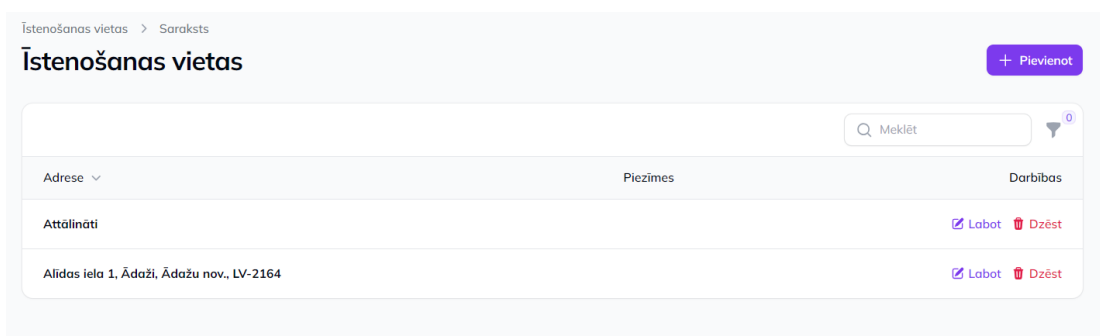 Īstenošanas vietas > Saraksts
Īstenošanas vietas
+ Pievienot
Meklēt
0
Adrese Piezīmes Darbības
Attālināti Labot Dzēst
Alīdas iela 1, Ādaži, Ādažu nov., LV-2164 Labot Dzēst